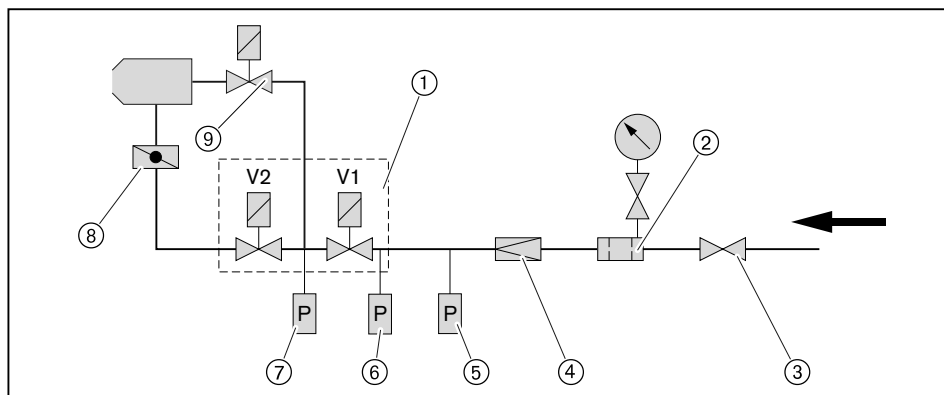 ①
⑨
②
V2 V1
⑧
P P P
⑦ ⑥ ⑤ ④ ③